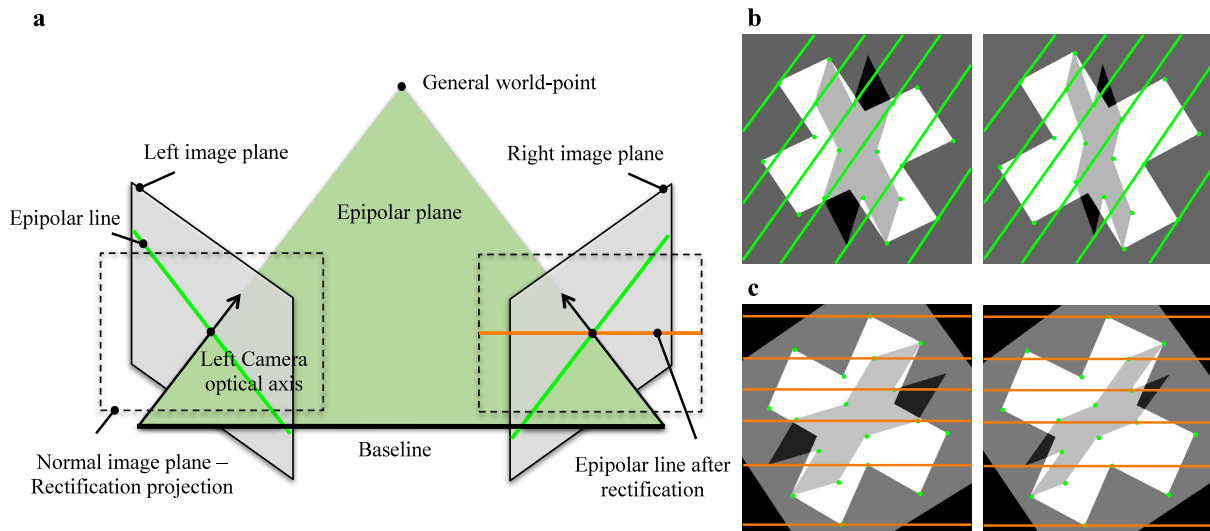 a
General world-point
Left image plane
Right image plane
Epipolar line
Epipolar plane
Left Camera
optical axis
Baseline
Normal image plane –
Rectification projection
Epipolar line after
rectification
b
c